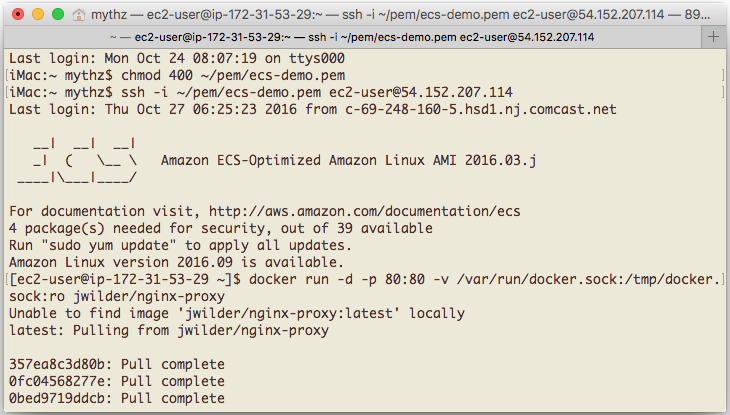 mythz — ec2-user@ip-172-31-53-29:~ — ssh -i ~/pem/ecs-demo.pem ec2-user@54.152.207.114 — 89...
~ — ec2-user@ip-172-31-53-29:~ — ssh -i ~/pem/ecs-demo.pem ec2-user@54.152.207.114 +
Last login: Mon Oct 24 08:07:19 on ttys000
[iMac:~ mythz$ chmod 400 ~/pem/ecs-demo.pem ]
[iMac:~ mythz$ ssh -i ~/pem/ecs-demo.pem ec2-user@54.152.207.114 ]
Last login: Thu Oct 27 06:25:23 2016 from c-69-248-160-5.hsd1.nj.comcast.net
   __|  __|  __|
   _|  (   \__ \   Amazon ECS-Optimized Amazon Linux AMI 2016.03.j
 ____|\___|____/
For documentation visit, http://aws.amazon.com/documentation/ecs
4 package(s) needed for security, out of 39 available
Run "sudo yum update" to apply all updates.
Amazon Linux version 2016.09 is available.
[[ec2-user@ip-172-31-53-29 ~]$ docker run -d -p 80:80 -v /var/run/docker.sock:/tmp/docker.]
sock:ro jwilder/nginx-proxy
Unable to find image 'jwilder/nginx-proxy:latest' locally
latest: Pulling from jwilder/nginx-proxy
357ea8c3d80b: Pull complete
0fc04568277e: Pull complete
0bed9719ddcb: Pull complete